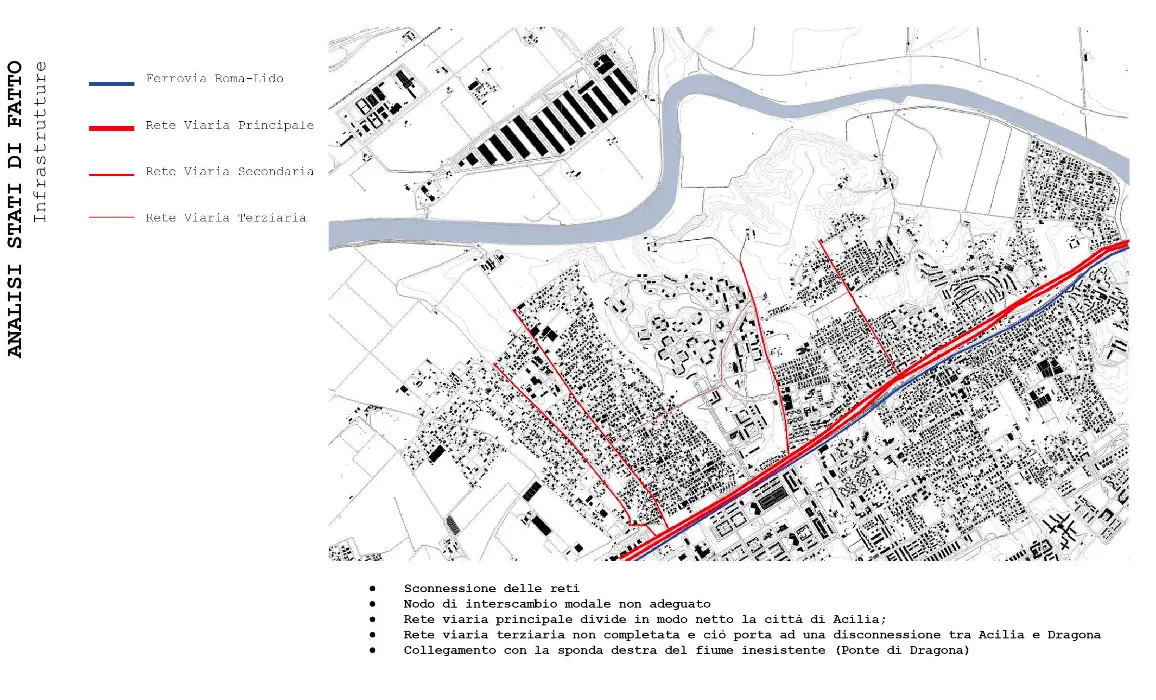 ANALISI STATI DI FATTO
Infrastrutture
Ferrovia Roma-Lido
Rete Viaria Principale
Rete Viaria Secondaria
Rete Viaria Terziaria
● Sconnessione delle reti
● Nodo di interscambio modale non adeguato
● Rete viaria principale divide in modo netto la città di Acilia;
● Rete viaria terziaria non completata e ció porta ad una disconnessione tra Acilia e Dragona
● Collegamento con la sponda destra del fiume inesistente (Ponte di Dragona)